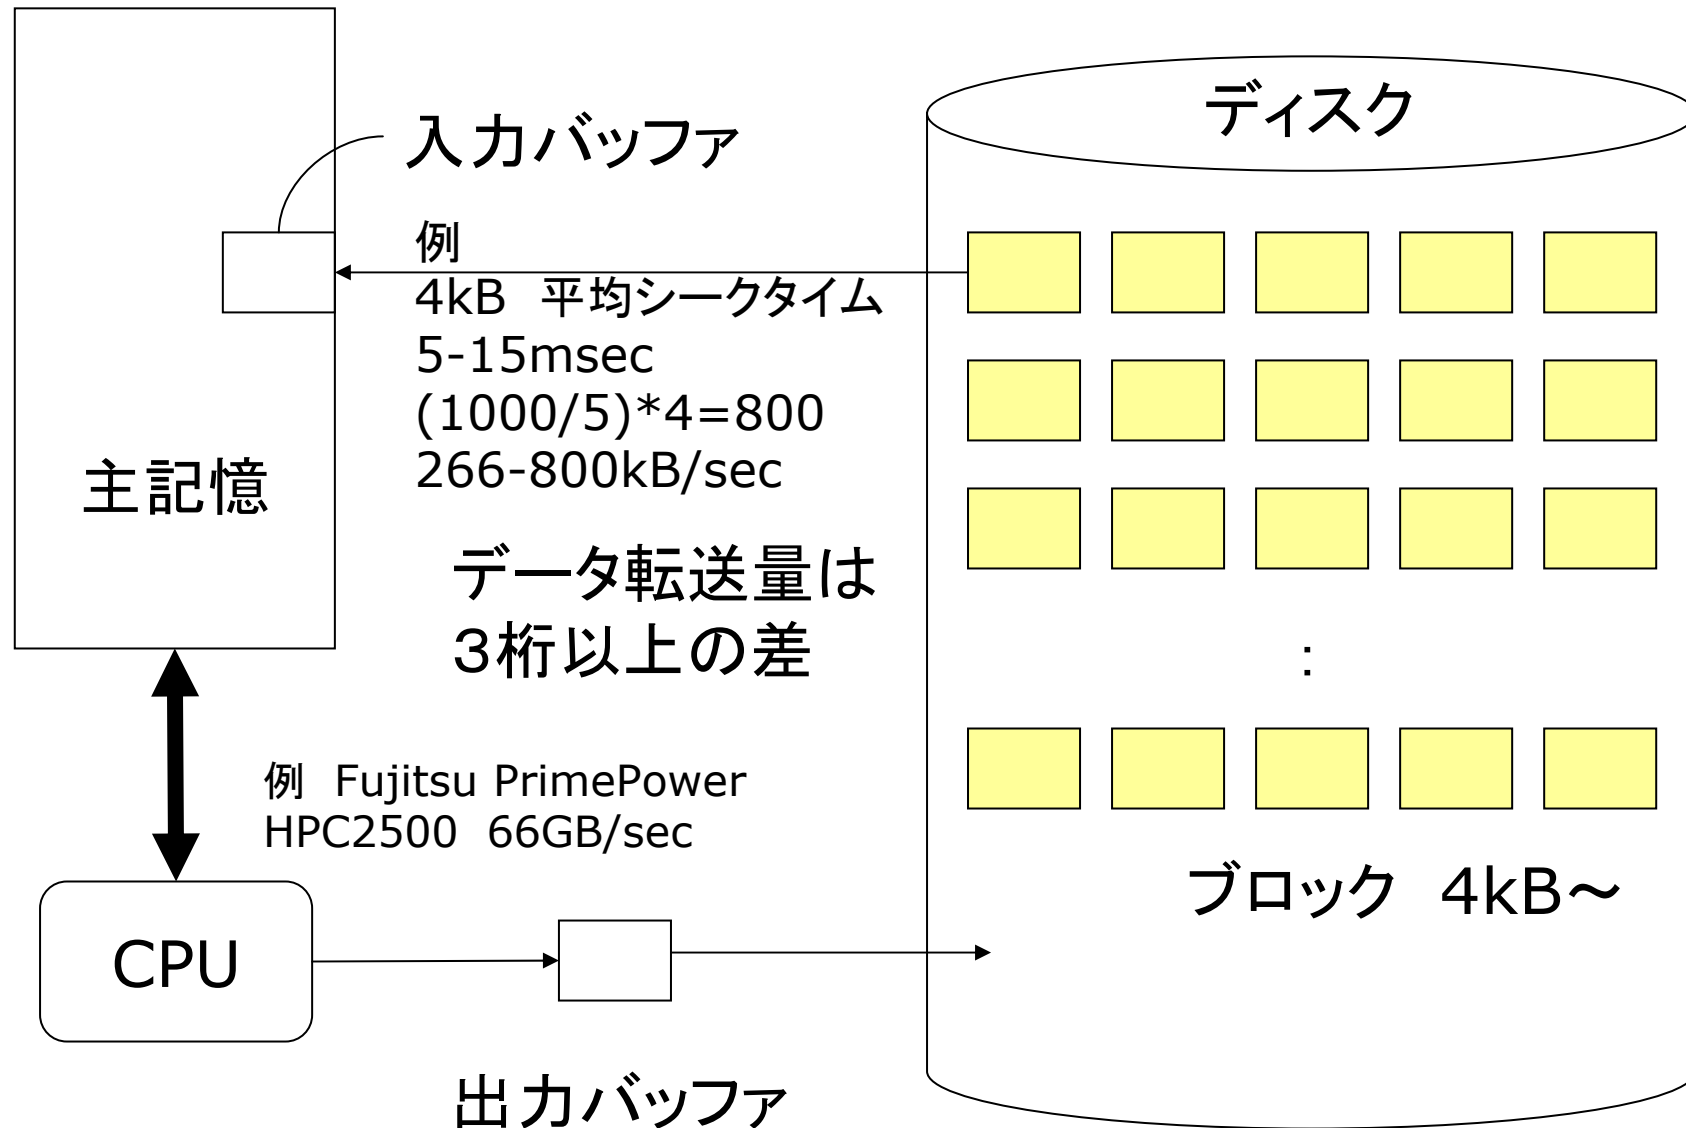 ディスク
入力バッファ
例
4kB　平均シークタイム
5-15msec
(1000/5)*4=800
266-800kB/sec
主記憶
データ転送量は
３桁以上の差
:
例　Fujitsu PrimePower
HPC2500  66GB/sec
ブロック　4kB～
CPU
出力バッファ